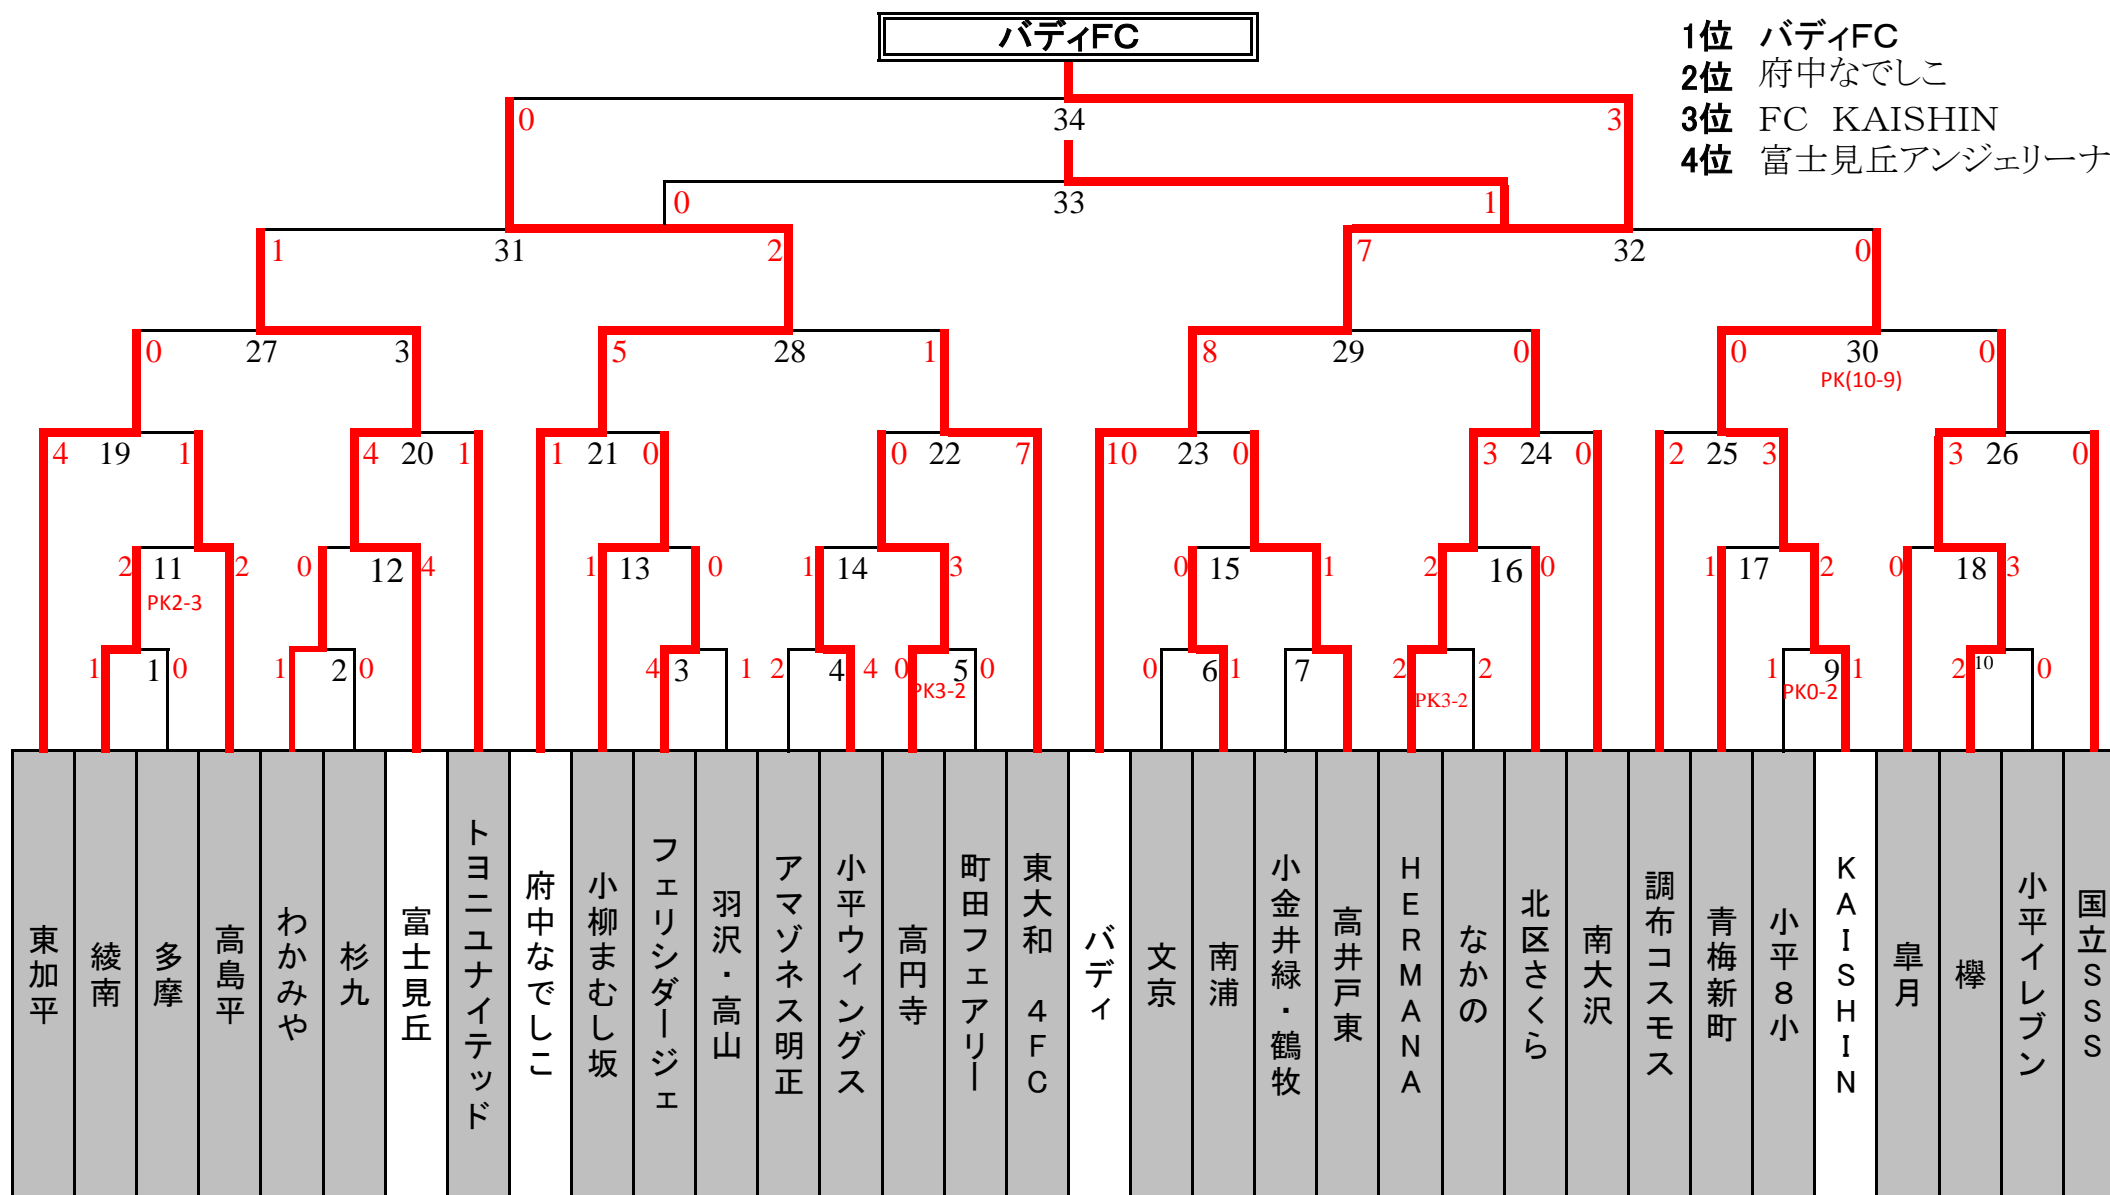 バディFC
1位 バディFC
2位 府中なでしこ
3位 FC KAISHIN
4位 富士見丘アンジェリーナ
0 34 3
0 33 1
1 31 2 7 32 0
0 27 3 5 28 1 8 29 0 0 30 0
PK(10-9)
4 19 1 4 20 1 1 21 0 0 22 7 10 23 0 3 24 0 2 25 3 3 26 0
2 11 2 0 12 4 1 13 0 1 14 3 0 15 1 2 16 0 1 17 2 0 18 3
PK2-3
1 1 0 1 2 0 4 3 1 2 4 4 0 5 0 0 6 1 7 2 2 1 9 1 2 10 0
PK3-2 PK3-2 PK0-2
東加平
綾南
多摩
高島平
わかみや
杉九
富士見丘
トヨニユナイテッド
府中なでしこ
小柳まむし坂
フェリシダージェ
羽沢・高山
アマゾネス明正
小平ウィングス
高円寺
町田フェアリー
東大和 4FC
バディ
文京
南浦
小金井緑・鶴牧
高井戸東
HERMANA
なかの
北区さくら
南大沢
調布コスモス
青梅新町
小平8小
KAISHIN
皐月
欅
小平イレブン
国立SSS